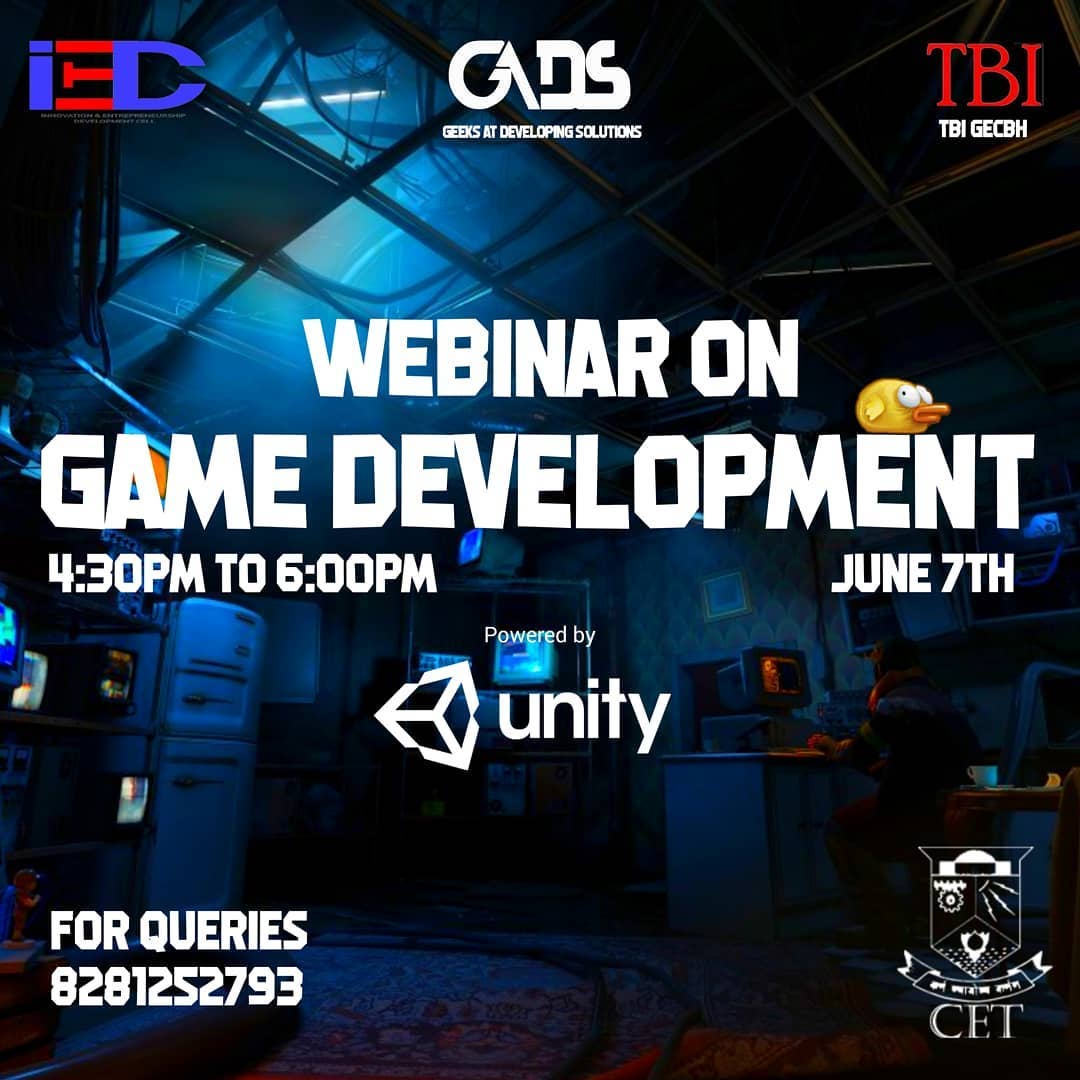 IEDC
INNOVATION & ENTREPRENEURSHIP
DEVELOPMENT CELL
GADS
GEEKS AT DEVELOPING SOLUTIONS
TBI
TBI GECBH
WEBINAR ON
GAME DEVELOPMENT
4:30PM TO 6:00PM
JUNE 7TH
Powered by
unity
FOR QUERIES
8281252793
CET